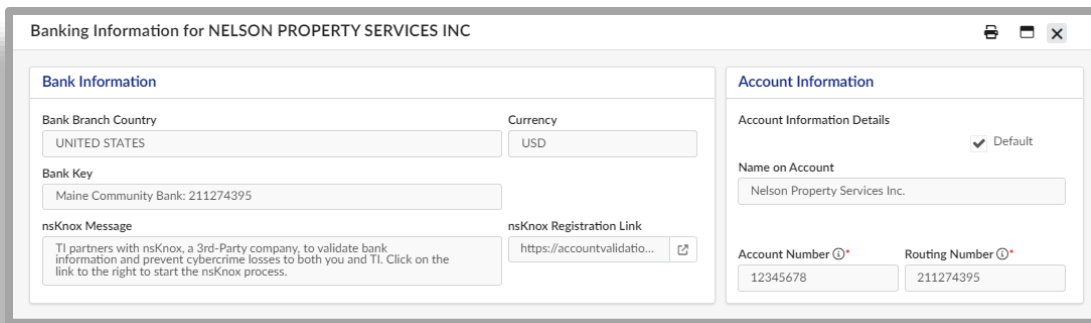 Banking Information for NELSON PROPERTY SERVICES INC
Bank Information
Bank Branch Country
UNITED STATES
Currency
USD
Bank Key
Maine Community Bank: 211274395
nsKnox Message
TI partners with nsKnox, a 3rd-Party company, to validate bank
information and prevent cybercrime losses to both you and TI. Click on the
link to the right to start the nsKnox process.
nsKnox Registration Link
https://accountvalidatio...
Account Information
Account Information Details
Default
Name on Account
Nelson Property Services Inc.
Account Number ⓘ*
12345678
Routing Number ⓘ*
211274395